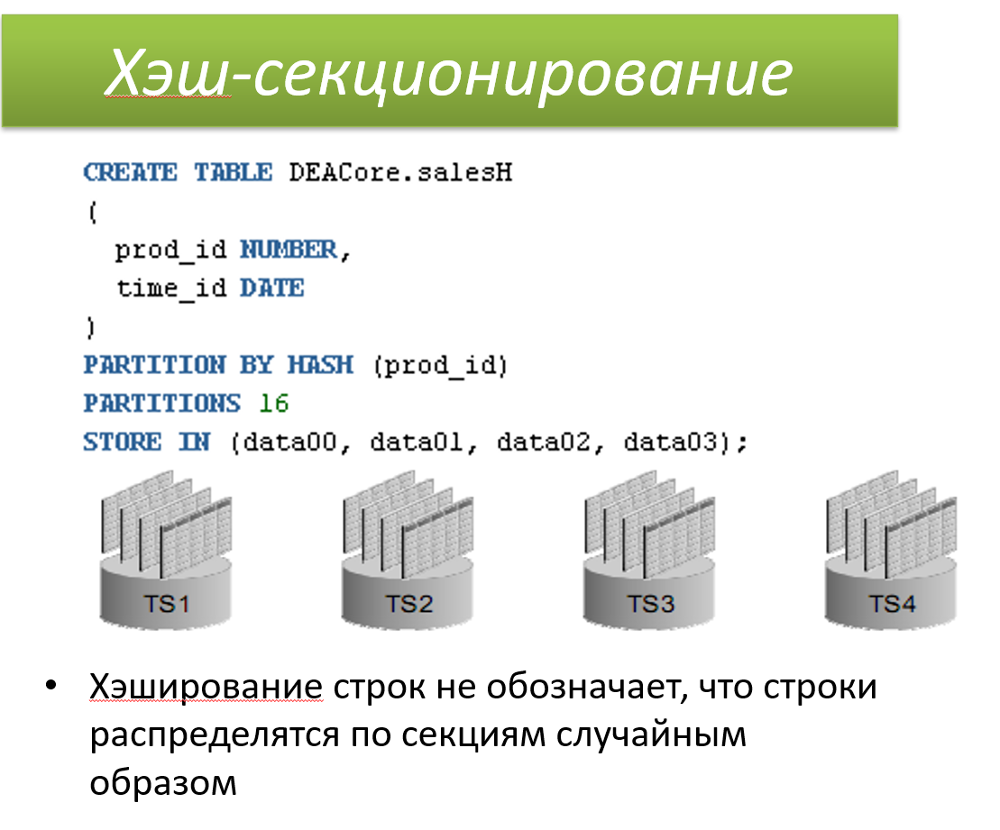 Хэш-секционирование
CREATE TABLE DEACore.salesH
(
prod_id NUMBER,
time_id DATE
)
PARTITION BY HASH (prod_id)
PARTITIONS 16
STORE IN (data00, data01, data02, data03);
TS1 TS2 TS3 TS4
• Хэширование строк не обозначает, что строки
распределятся по секциям случайным
образом